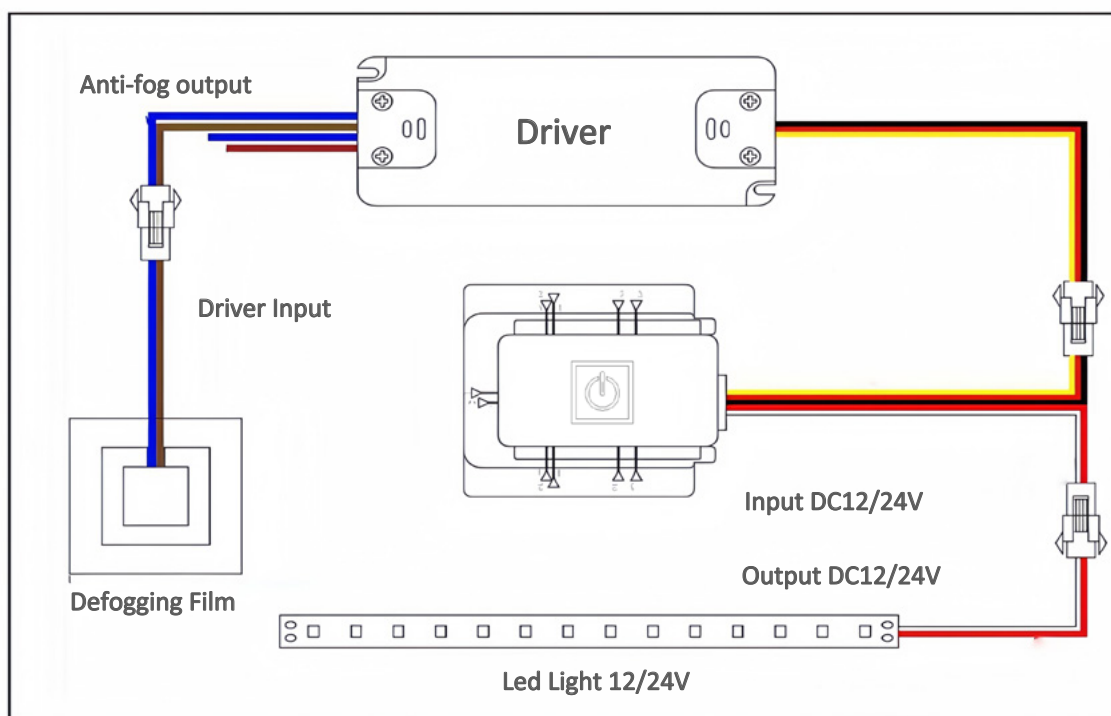 Anti-fog output
Driver
Driver Input
Input DC12/24V
Output DC12/24V
Defogging Film
Led Light 12/24V